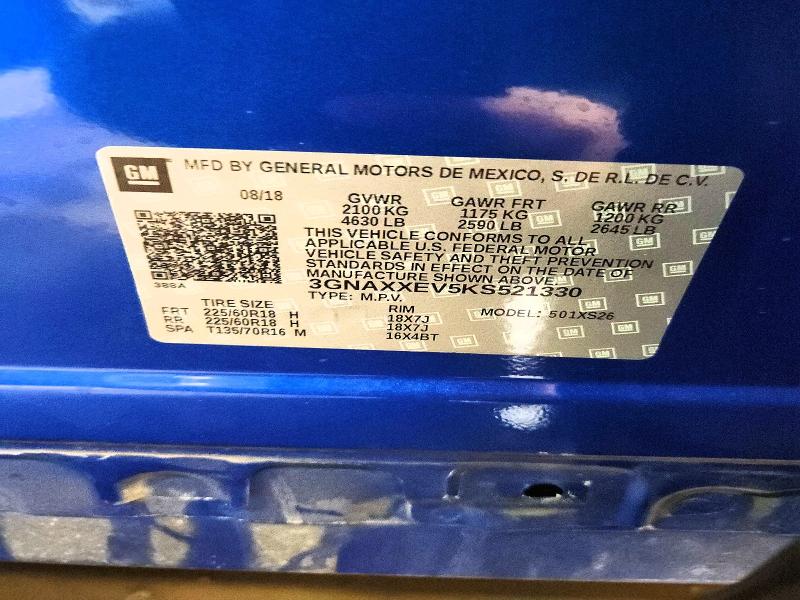 GM MFD BY GENERAL MOTORS DE MEXICO, S. DE R.L. DE C.V.
08/18 GVWR GAWR FRT GAWR RR
2100 KG 1175 KG 1200 KG
4630 LB 2590 LB 2645 LB
THIS VEHICLE CONFORMS TO ALL
APPLICABLE U.S. FEDERAL MOTOR
VEHICLE SAFETY AND THEFT PREVENTION
STANDARDS IN EFFECT ON THE DATE OF
MANUFACTURE SHOWN ABOVE.
388A 3GNAXXEV5KS521330
TYPE: M.P.V. MODEL: 501XS26
TIRE SIZE RIM
FRT 225/60R18 H 18X7J
RR 225/60R18 H 18X7J
SPA T135/70R16 M 16X4BT